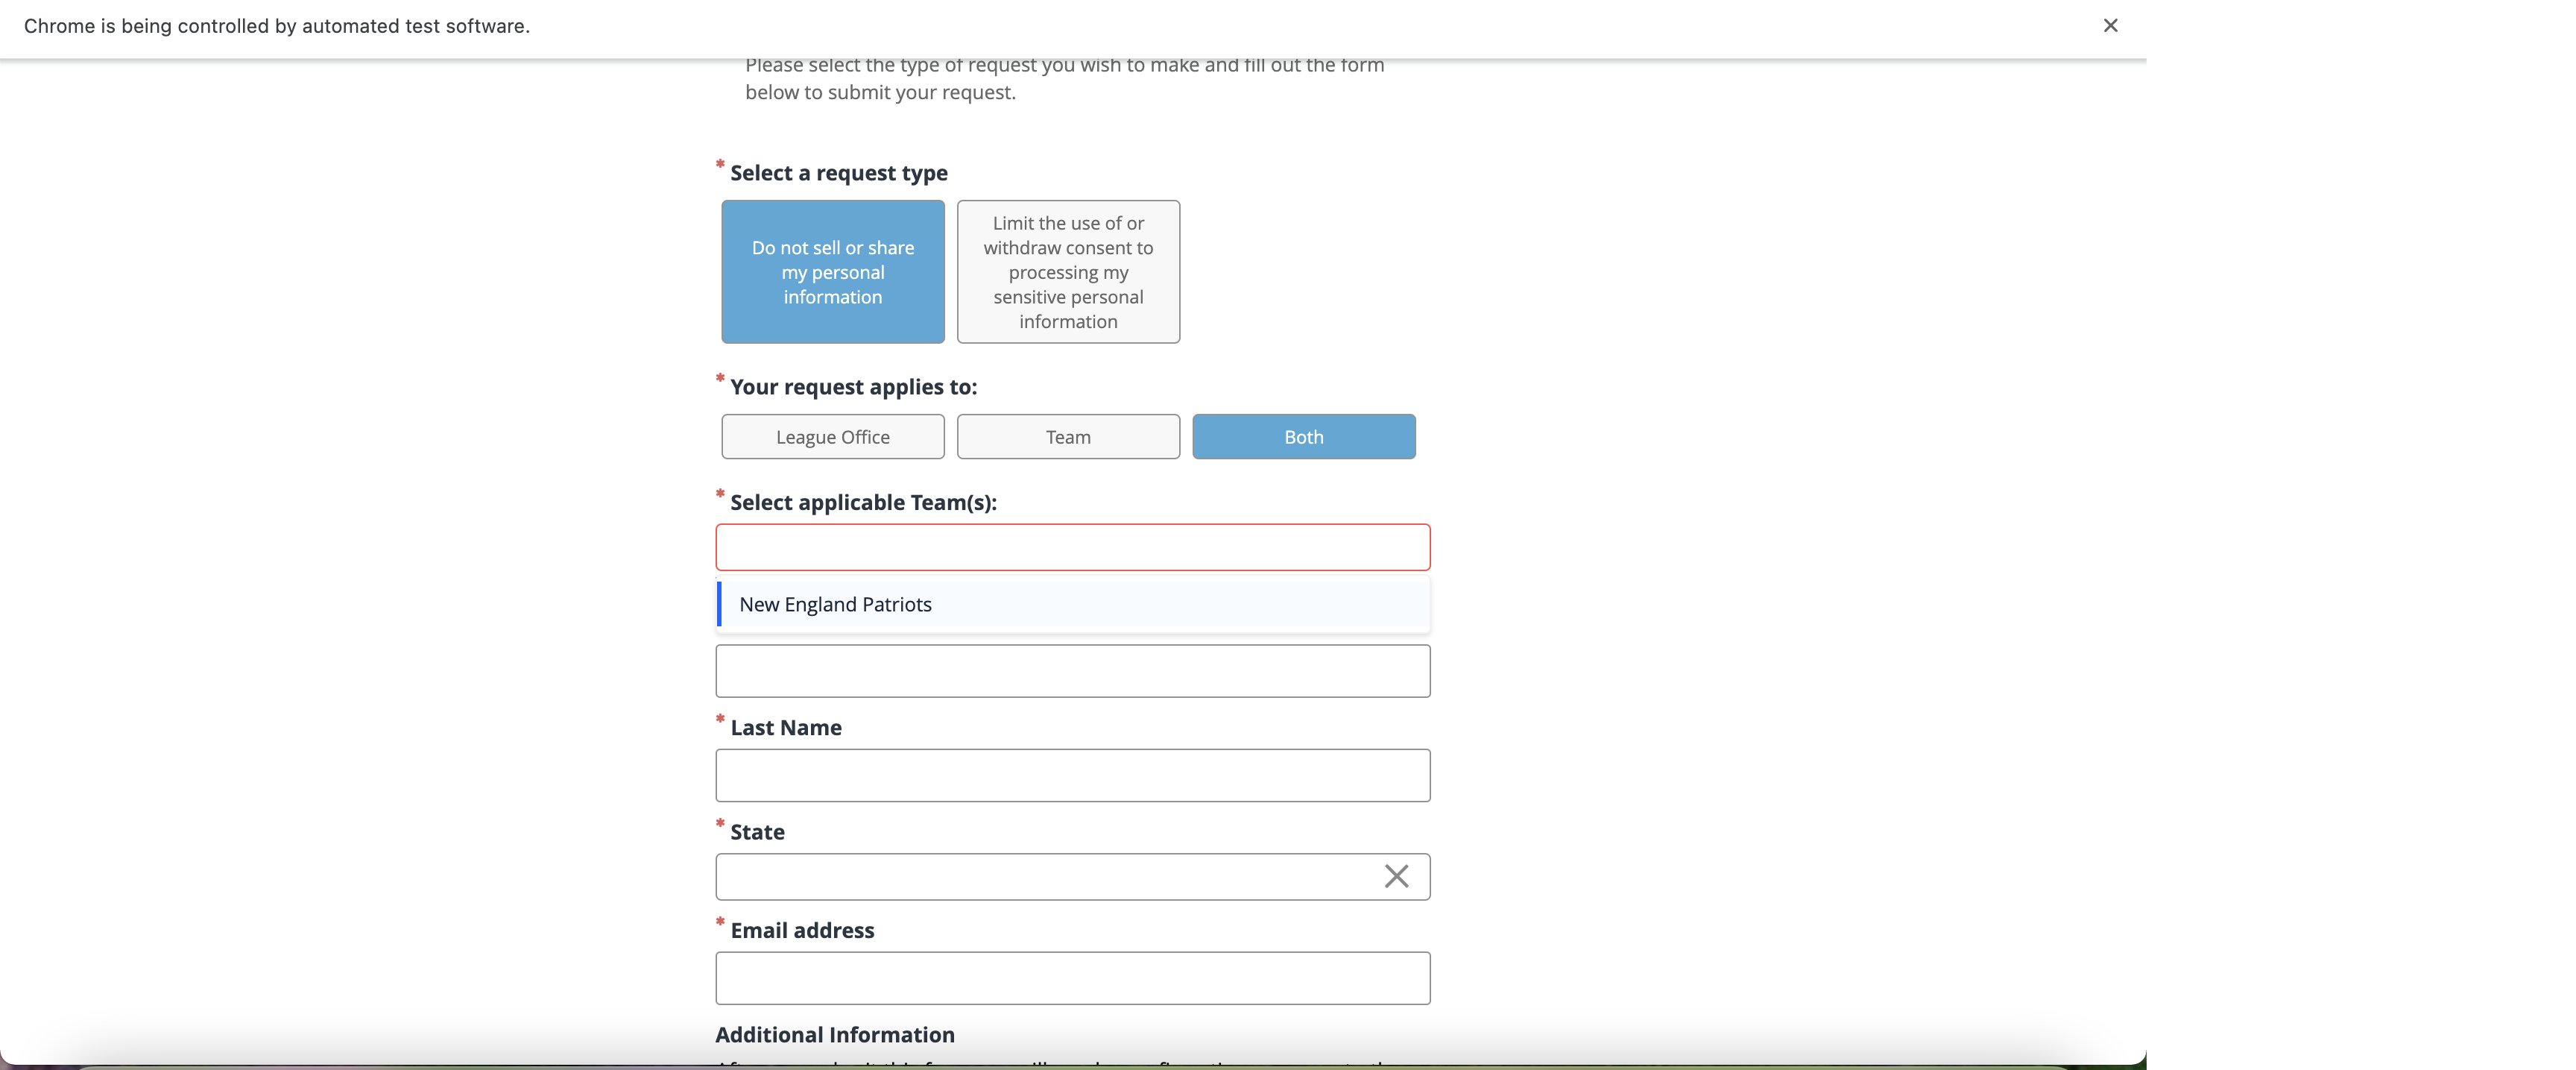 Chrome is being controlled by automated test software.
Please select the type of request you wish to make and fill out the form
below to submit your request.
* Select a request type
Do not sell or share
my personal
information
Limit the use of or
withdraw consent to
processing my
sensitive personal
information
* Your request applies to:
League Office
Team
Both
* Select applicable Team(s):
New England Patriots
* Last Name
* State
* Email address
Additional Information